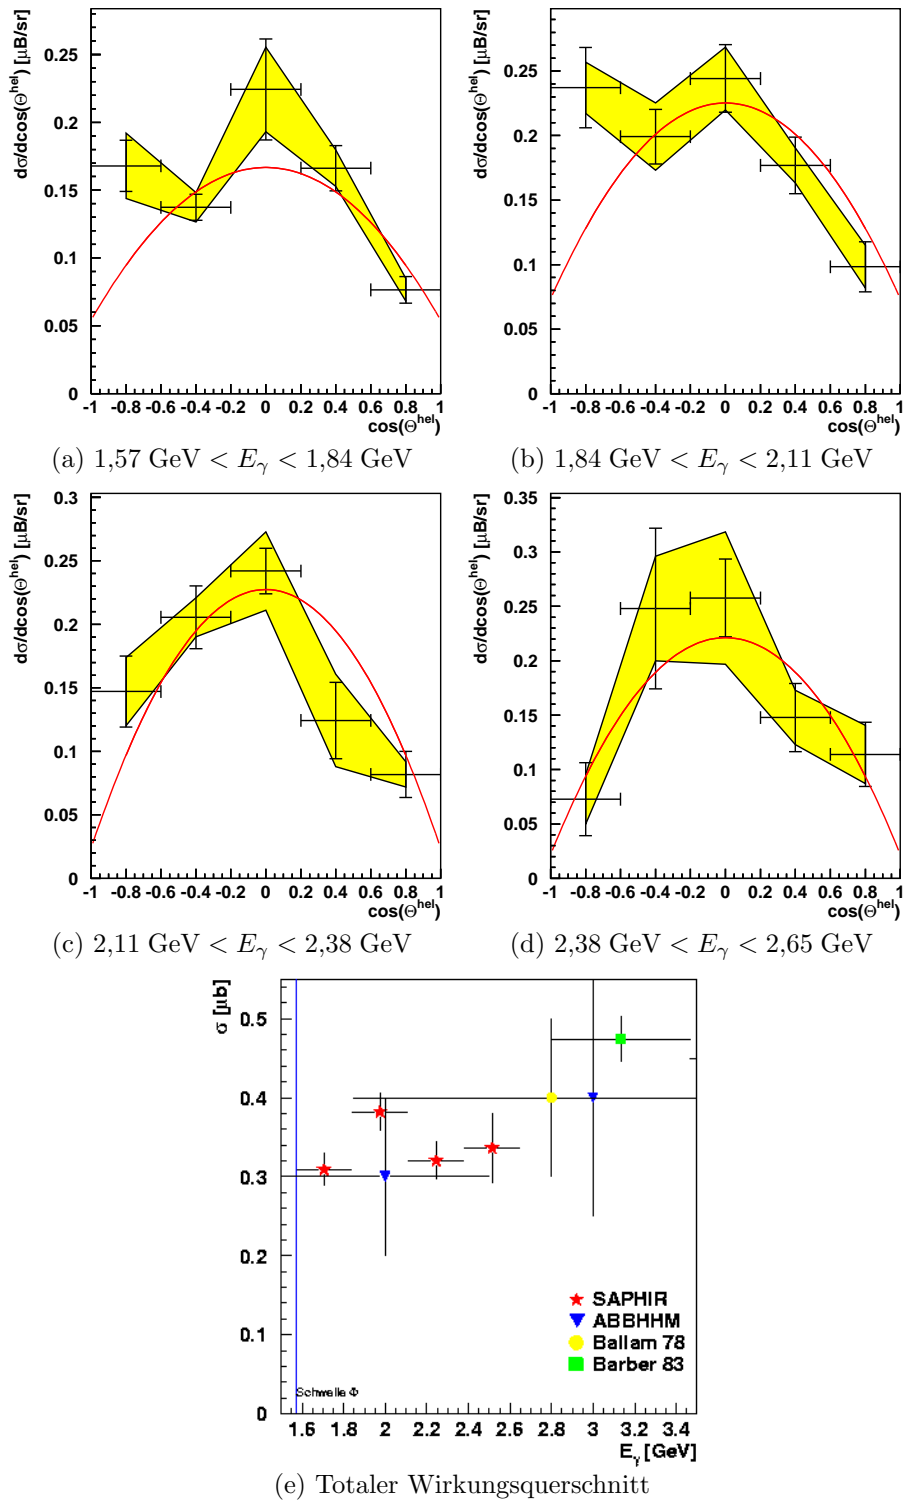 dσ/dcos(Θ^hel) [μB/sr]
0.25
0.2
0.15
0.1
0.05
0
-1 -0.8 -0.6 -0.4 -0.2 0 0.2 0.4 0.6 0.8 1
cos(Θ^hel)
(a) 1,57 GeV < E_γ < 1,84 GeV
dσ/dcos(Θ^hel) [μB/sr]
0.25
0.2
0.15
0.1
0.05
0
-1 -0.8 -0.6 -0.4 -0.2 0 0.2 0.4 0.6 0.8 1
cos(Θ^hel)
(b) 1,84 GeV < E_γ < 2,11 GeV
dσ/dcos(Θ^hel) [μB/sr]
0.3
0.25
0.2
0.15
0.1
0.05
0
-1 -0.8 -0.6 -0.4 -0.2 0 0.2 0.4 0.6 0.8 1
cos(Θ^hel)
(c) 2,11 GeV < E_γ < 2,38 GeV
dσ/dcos(Θ^hel) [μB/sr]
0.35
0.3
0.25
0.2
0.15
0.1
0.05
0
-1 -0.8 -0.6 -0.4 -0.2 0 0.2 0.4 0.6 0.8 1
cos(Θ^hel)
(d) 2,38 GeV < E_γ < 2,65 GeV
σ [μb]
0.5
0.4
0.3
0.2
0.1
0
SAPHIR
ABBHHM
Ballam 78
Barber 83
Schwelle Φ
1.6 1.8 2 2.2 2.4 2.6 2.8 3 3.2 3.4
E_γ [GeV]
(e) Totaler Wirkungsquerschnitt